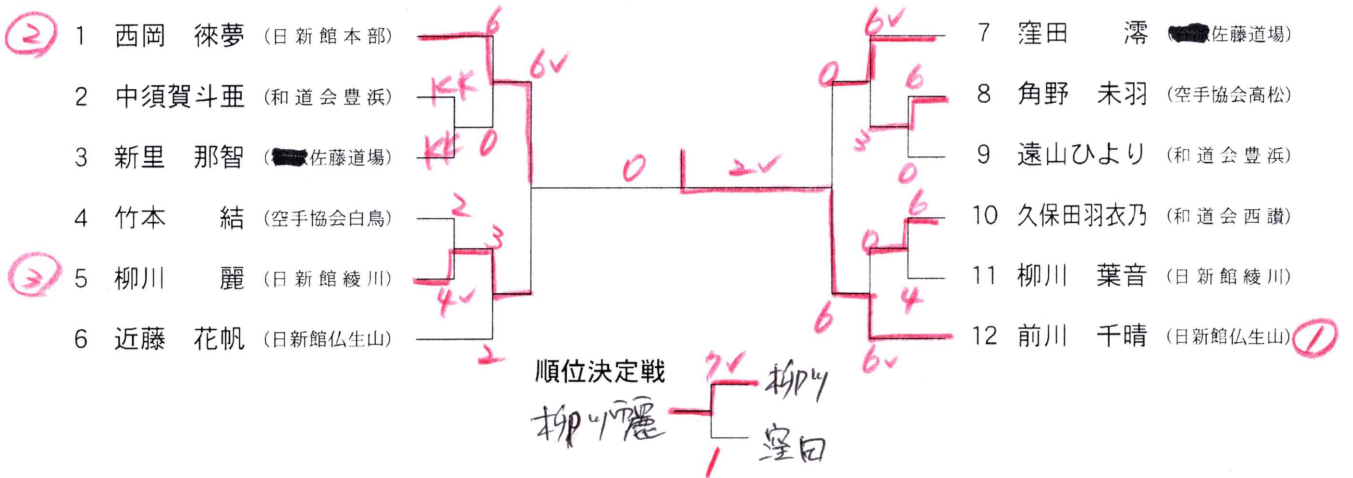 ② 1 西岡 徠夢 (日新館本部) 6
2 中須賀斗亜 (和道会豊浜) KK
3 新里 那智 (佐藤道場) KK 0
4 竹本 結 (空手協会白鳥) 2
③ 5 柳川 麗 (日新館綾川) 4✓ 3
6 近藤 花帆 (日新館仏生山) 2
6✓
0 2✓
6✓ 7 窪田 澪 (佐藤道場)
0 6 8 角野 未羽 (空手協会高松)
3 0 9 遠山ひより (和道会豊浜)
6 10 久保田羽衣乃 (和道会西讃)
0 4 11 柳川 葉音 (日新館綾川)
6 6✓ 12 前川 千晴 (日新館仏生山) ①
順位決定戦
7✓ 柳川
柳川麗
1 窪田